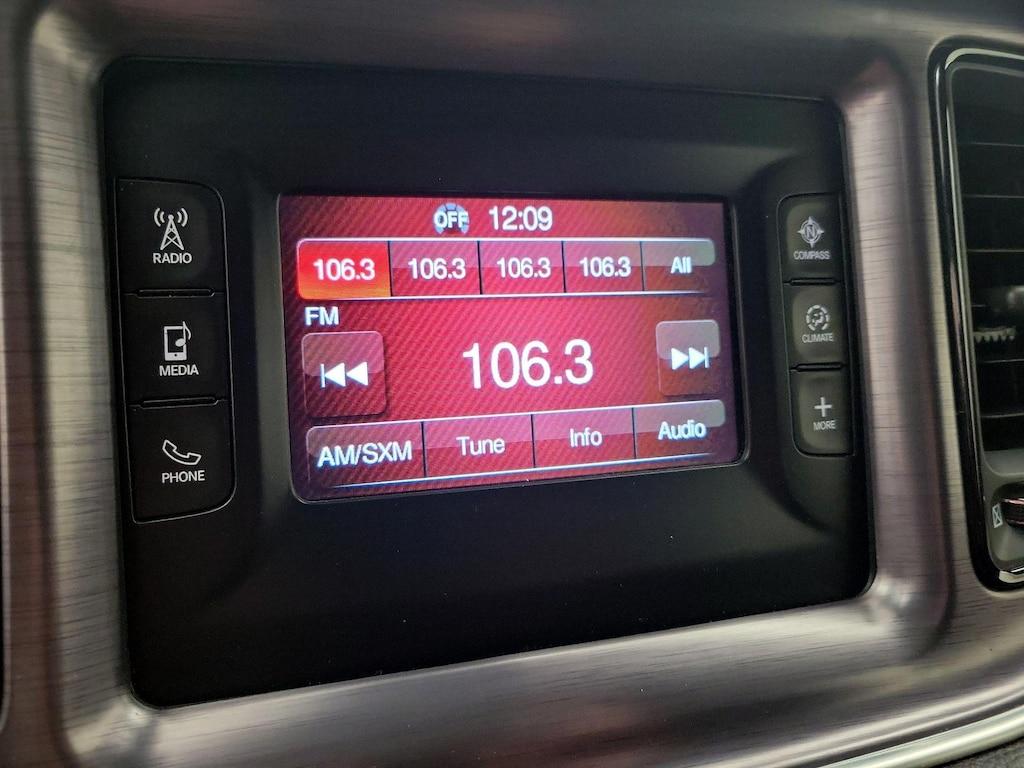 OFF 12:09
106.3 106.3 106.3 106.3 All
FM
106.3
AM/SXM Tune Info Audio
RADIO
MEDIA
PHONE
N
COMPASS
CLIMATE
MORE